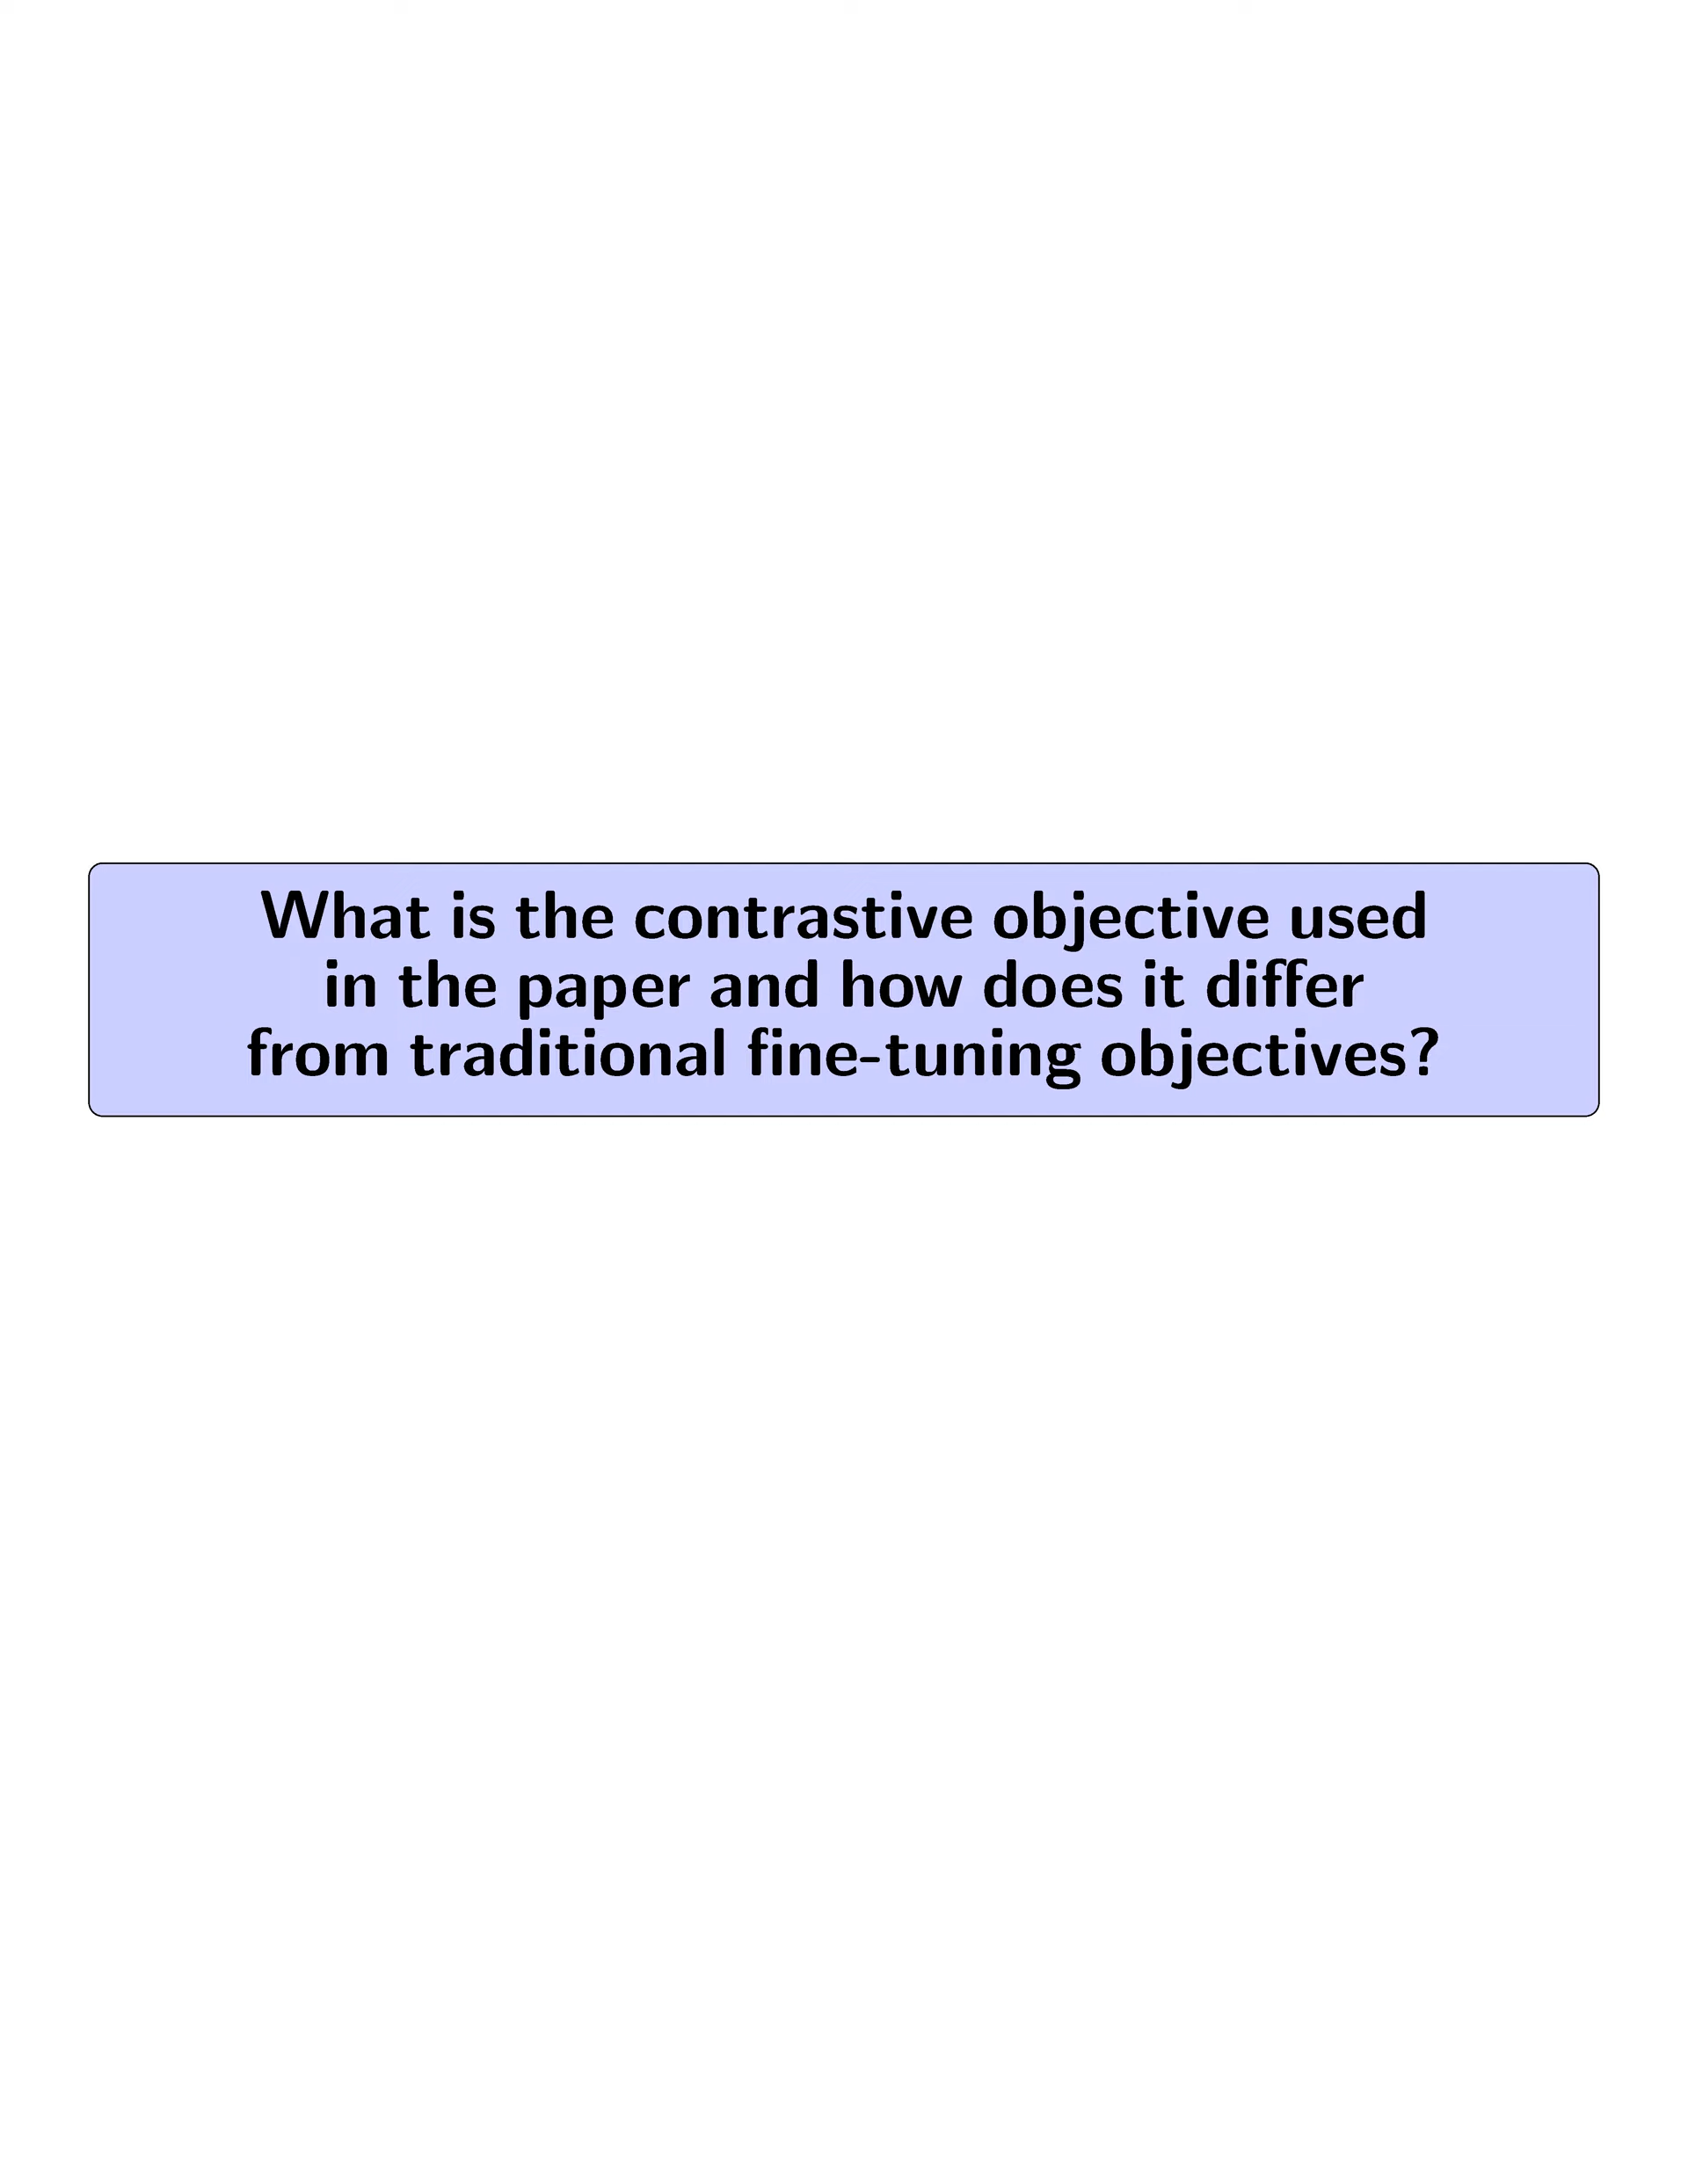 What is the contrastive objective used
in the paper and how does it differ
from traditional fine-tuning objectives?